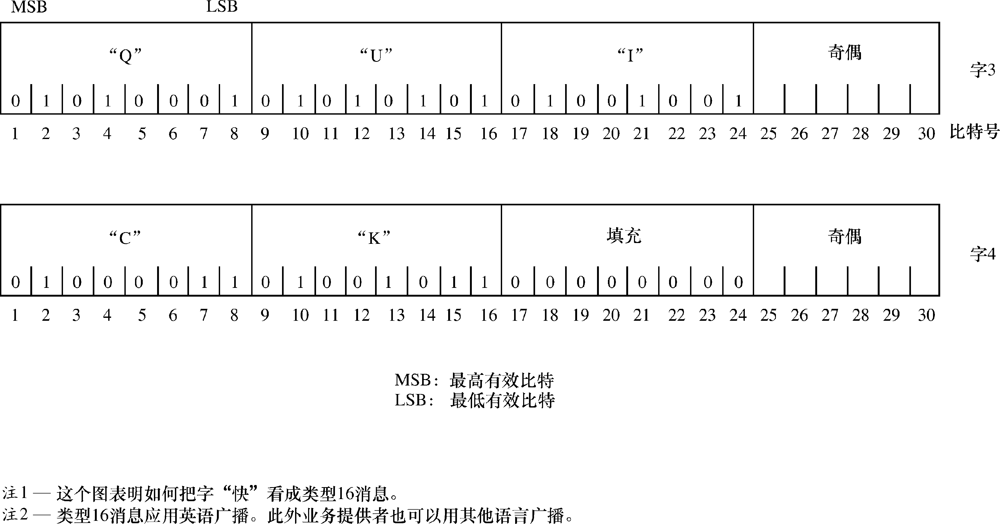 MSB LSB
“Q” “U” “I” 奇偶
字3
0 1 0 1 0 0 0 1 0 1 0 1 0 1 0 1 0 1 0 0 1 0 0 1
1 2 3 4 5 6 7 8 9 10 11 12 13 14 15 16 17 18 19 20 21 22 23 24 25 26 27 28 29 30 比特号
“C” “K” 填充 奇偶
字4
0 1 0 0 0 0 1 1 0 1 0 0 1 0 1 1 0 0 0 0 0 0 0 0
1 2 3 4 5 6 7 8 9 10 11 12 13 14 15 16 17 18 19 20 21 22 23 24 25 26 27 28 29 30
MSB: 最高有效比特
LSB: 最低有效比特
注1 — 这个图表明如何把字“快”看成类型16消息。
注2 — 类型16消息应用英语广播。此外业务提供者也可以用其他语言广播。